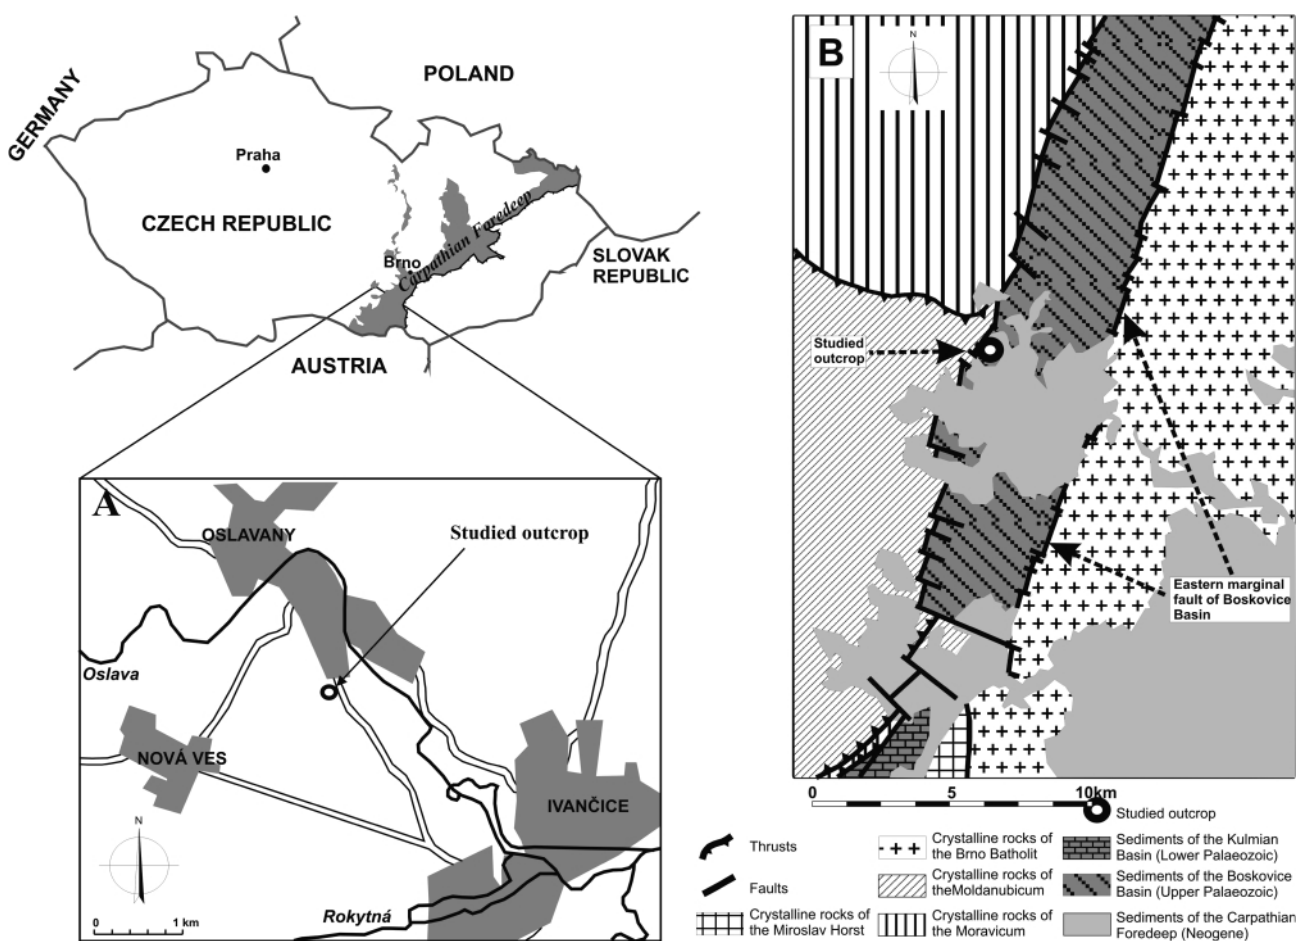 POLAND
GERMANY
Praha
CZECH REPUBLIC
Carpathian Foredeep
Brno
SLOVAK
REPUBLIC
AUSTRIA
A
OSLAVANY
Studied outcrop
Oslava
NOVÁ VES
IVANČICE
N
Rokytná
0 1 km
B
N
Studied
outcrop
Eastern marginal
fault of Boskovice
Basin
0 5 10km
Studied outcrop
Thrusts
Faults
Crystalline rocks of
the Miroslav Horst
Crystalline rocks of
the Brno Batholit
Crystalline rocks of
theMoldanubicum
Crystalline rocks of
the Moravicum
Sediments of the Kulmian
Basin (Lower Palaeozoic)
Sediments of the Boskovice
Basin (Upper Palaeozoic)
Sediments of the Carpathian
Foredeep (Neogene)